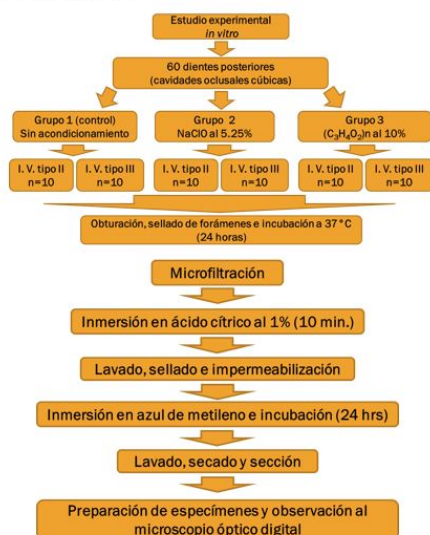 Estudio experimental
in vitro
60 dientes posteriores
(cavidades oclusales cúbicas)
Grupo 1 (control)
Sin acondicionamiento
Grupo 2
NaClO al 5.25%
Grupo 3
(C₃H₄O₂)n al 10%
I. V. tipo II
n=10
I. V. tipo III
n=10
I. V. tipo II
n=10
I. V. tipo III
n=10
I. V. tipo II
n=10
I. V. tipo III
n=10
Obturación, sellado de forámenes e incubación a 37°C
(24 horas)
Microfiltración
Inmersión en ácido cítrico al 1% (10 min.)
Lavado, sellado e impermeabilización
Inmersión en azul de metileno e incubación (24 hrs)
Lavado, secado y sección
Preparación de especímenes y observación al
microscopio óptico digital